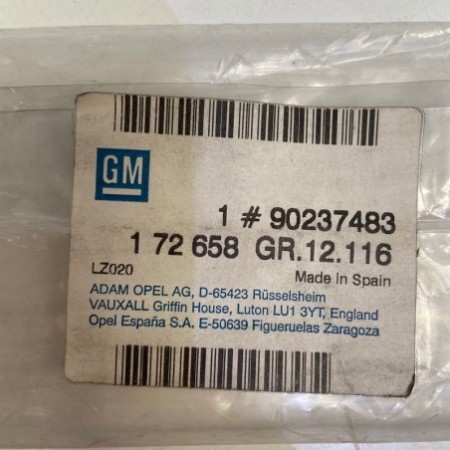 GM
1 # 90237483
1 72 658 GR.12.116
LZ020 Made in Spain
ADAM OPEL AG, D-65423 Rüsselsheim
VAUXALL Griffin House, Luton LU1 3YT, England
Opel España S.A. E-50639 Figueruelas Zaragoza